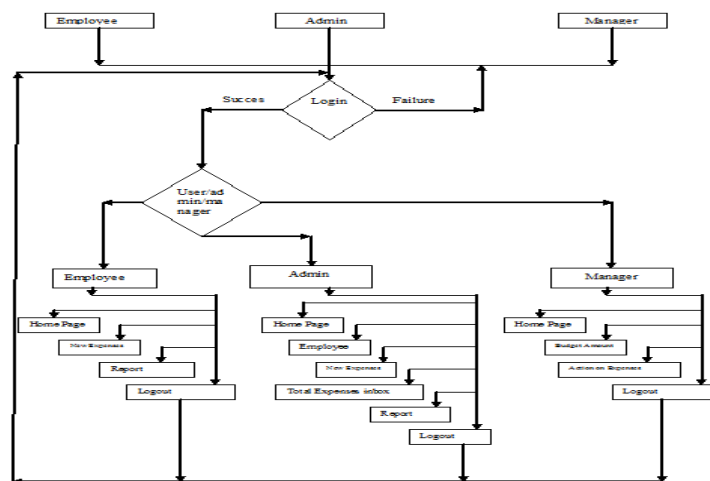 Employee
Admin
Manager
Login
Succes
Failure
User/ad
min/ma
nager
Employee
Admin
Manager
Home Page
Home Page
Home Page
New Expenses
Employee
Budget Amount
Report
New Expenses
Action on Expenses
Logout
Total Expenses inbox
Logout
Report
Logout